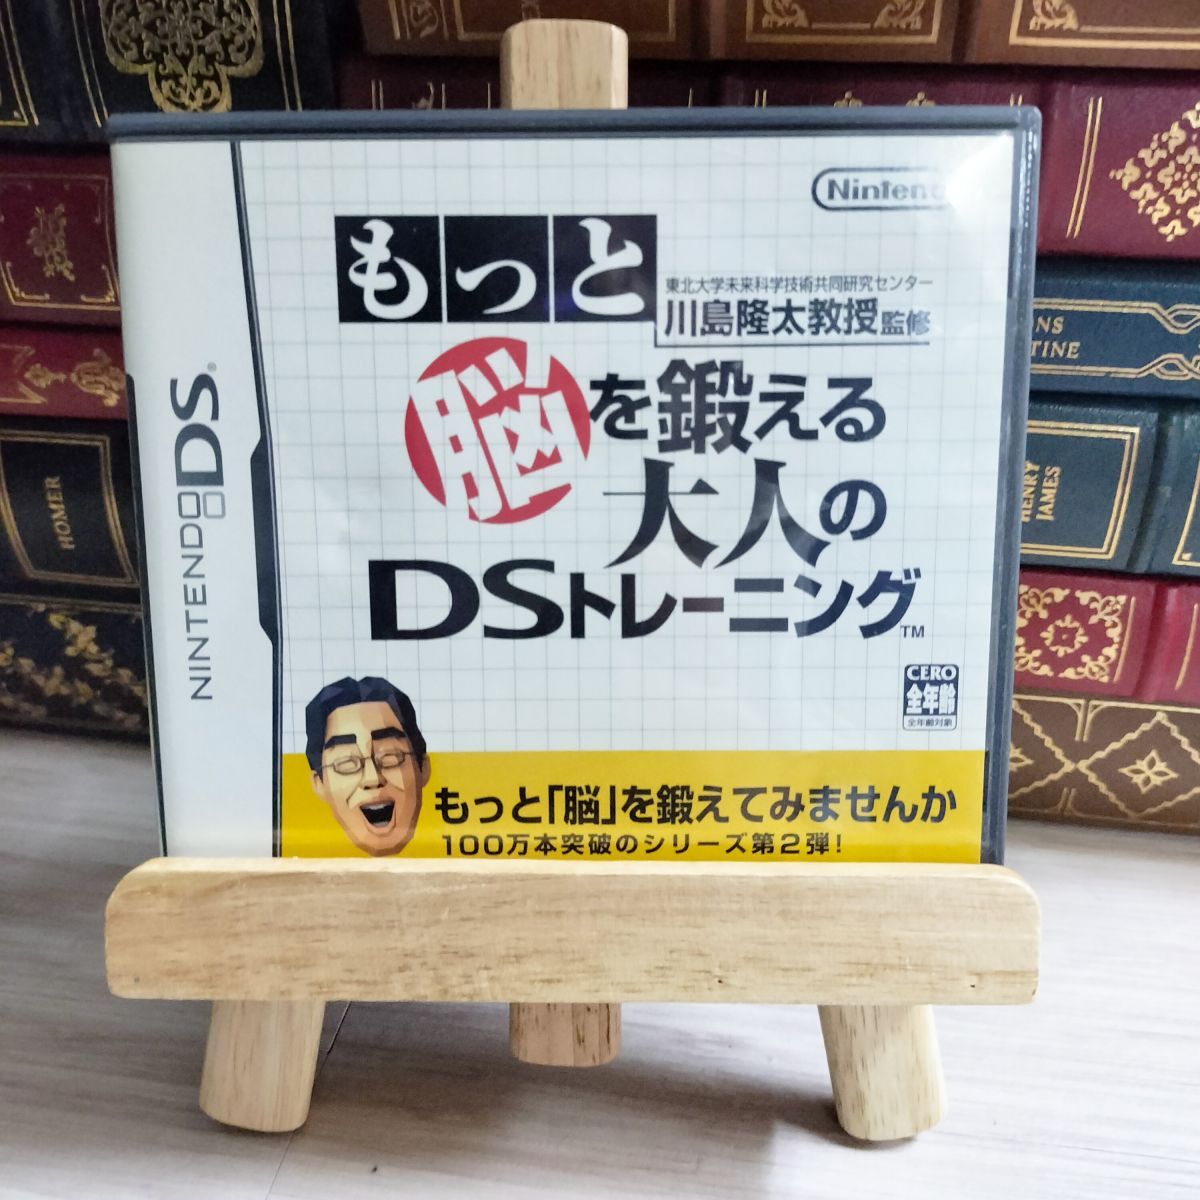 Nintendo
もっと
東北大学未来科学技術共同研究センター
川島隆太教授監修
脳を鍛える
大人の
DSトレーニング™
CERO
全年齢
全年齢対象
もっと「脳」を鍛えてみませんか
100万本突破のシリーズ第2弾!
NINTENDO DS®
HOMER
NS
TINE
HENRY
JAMES